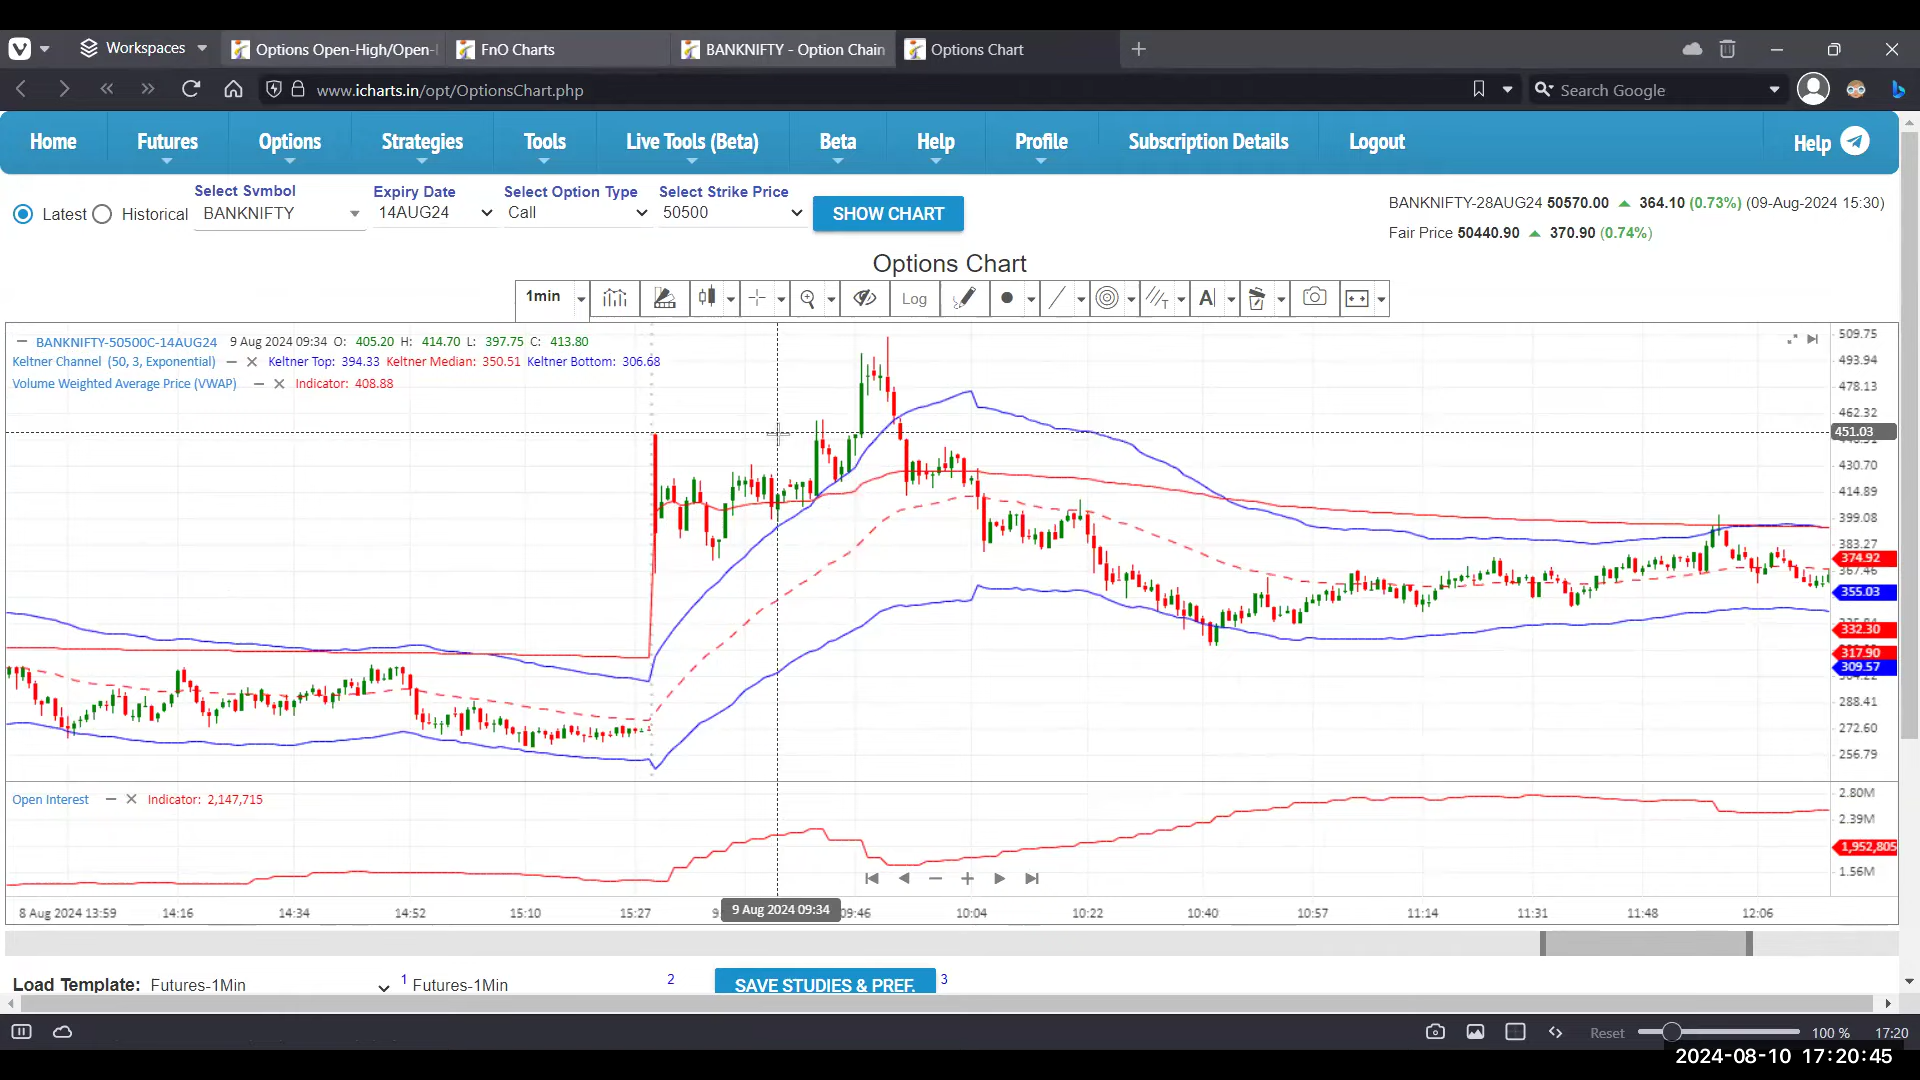 Workspaces
Options Open-High/Open-
FnO Charts
BANKNIFTY - Option Chain
Options Chart
www.icharts.in/opt/OptionsChart.php
Search Google
Home
Futures
Options
Strategies
Tools
Live Tools (Beta)
Beta
Help
Profile
Subscription Details
Logout
Help
Latest
Historical
Select Symbol
BANKNIFTY
Expiry Date
14AUG24
Select Option Type
Call
Select Strike Price
50500
SHOW CHART
BANKNIFTY-28AUG24 50570.00 ▲ 364.10 (0.73%) (09-Aug-2024 15:30)
Fair Price 50440.90 ▲ 370.90 (0.74%)
Options Chart
1min
Log
T
A
BANKNIFTY-50500C-14AUG24 9 Aug 2024 09:34 O: 405.20 H: 414.70 L: 397.75 C: 413.80
Keltner Channel (50, 3, Exponential) Keltner Top: 394.33 Keltner Median: 350.51 Keltner Bottom: 306.68
Volume Weighted Average Price (VWAP) Indicator: 408.88
509.75
493.94
478.13
462.32
451.03
430.70
414.89
399.08
383.27
374.92
367.46
355.03
332.30
317.90
309.57
288.41
272.60
256.79
Open Interest Indicator: 2,147,715
2.80M
2.39M
1,952,805
1.56M
8 Aug 2024 13:59
14:16
14:34
14:52
15:10
15:27
9 Aug 2024 09:34
09:46
10:04
10:22
10:40
10:57
11:14
11:31
11:48
12:06
Load Template: Futures-1Min
1 Futures-1Min
2
SAVE STUDIES & PREF.
3
Reset
100 %
17:20
2024-08-10 17:20:45